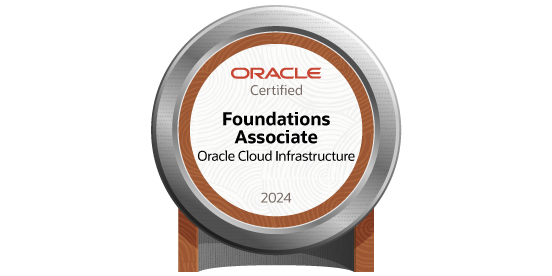 ORACLE
Certified
Foundations
Associate
Oracle Cloud Infrastructure
2024